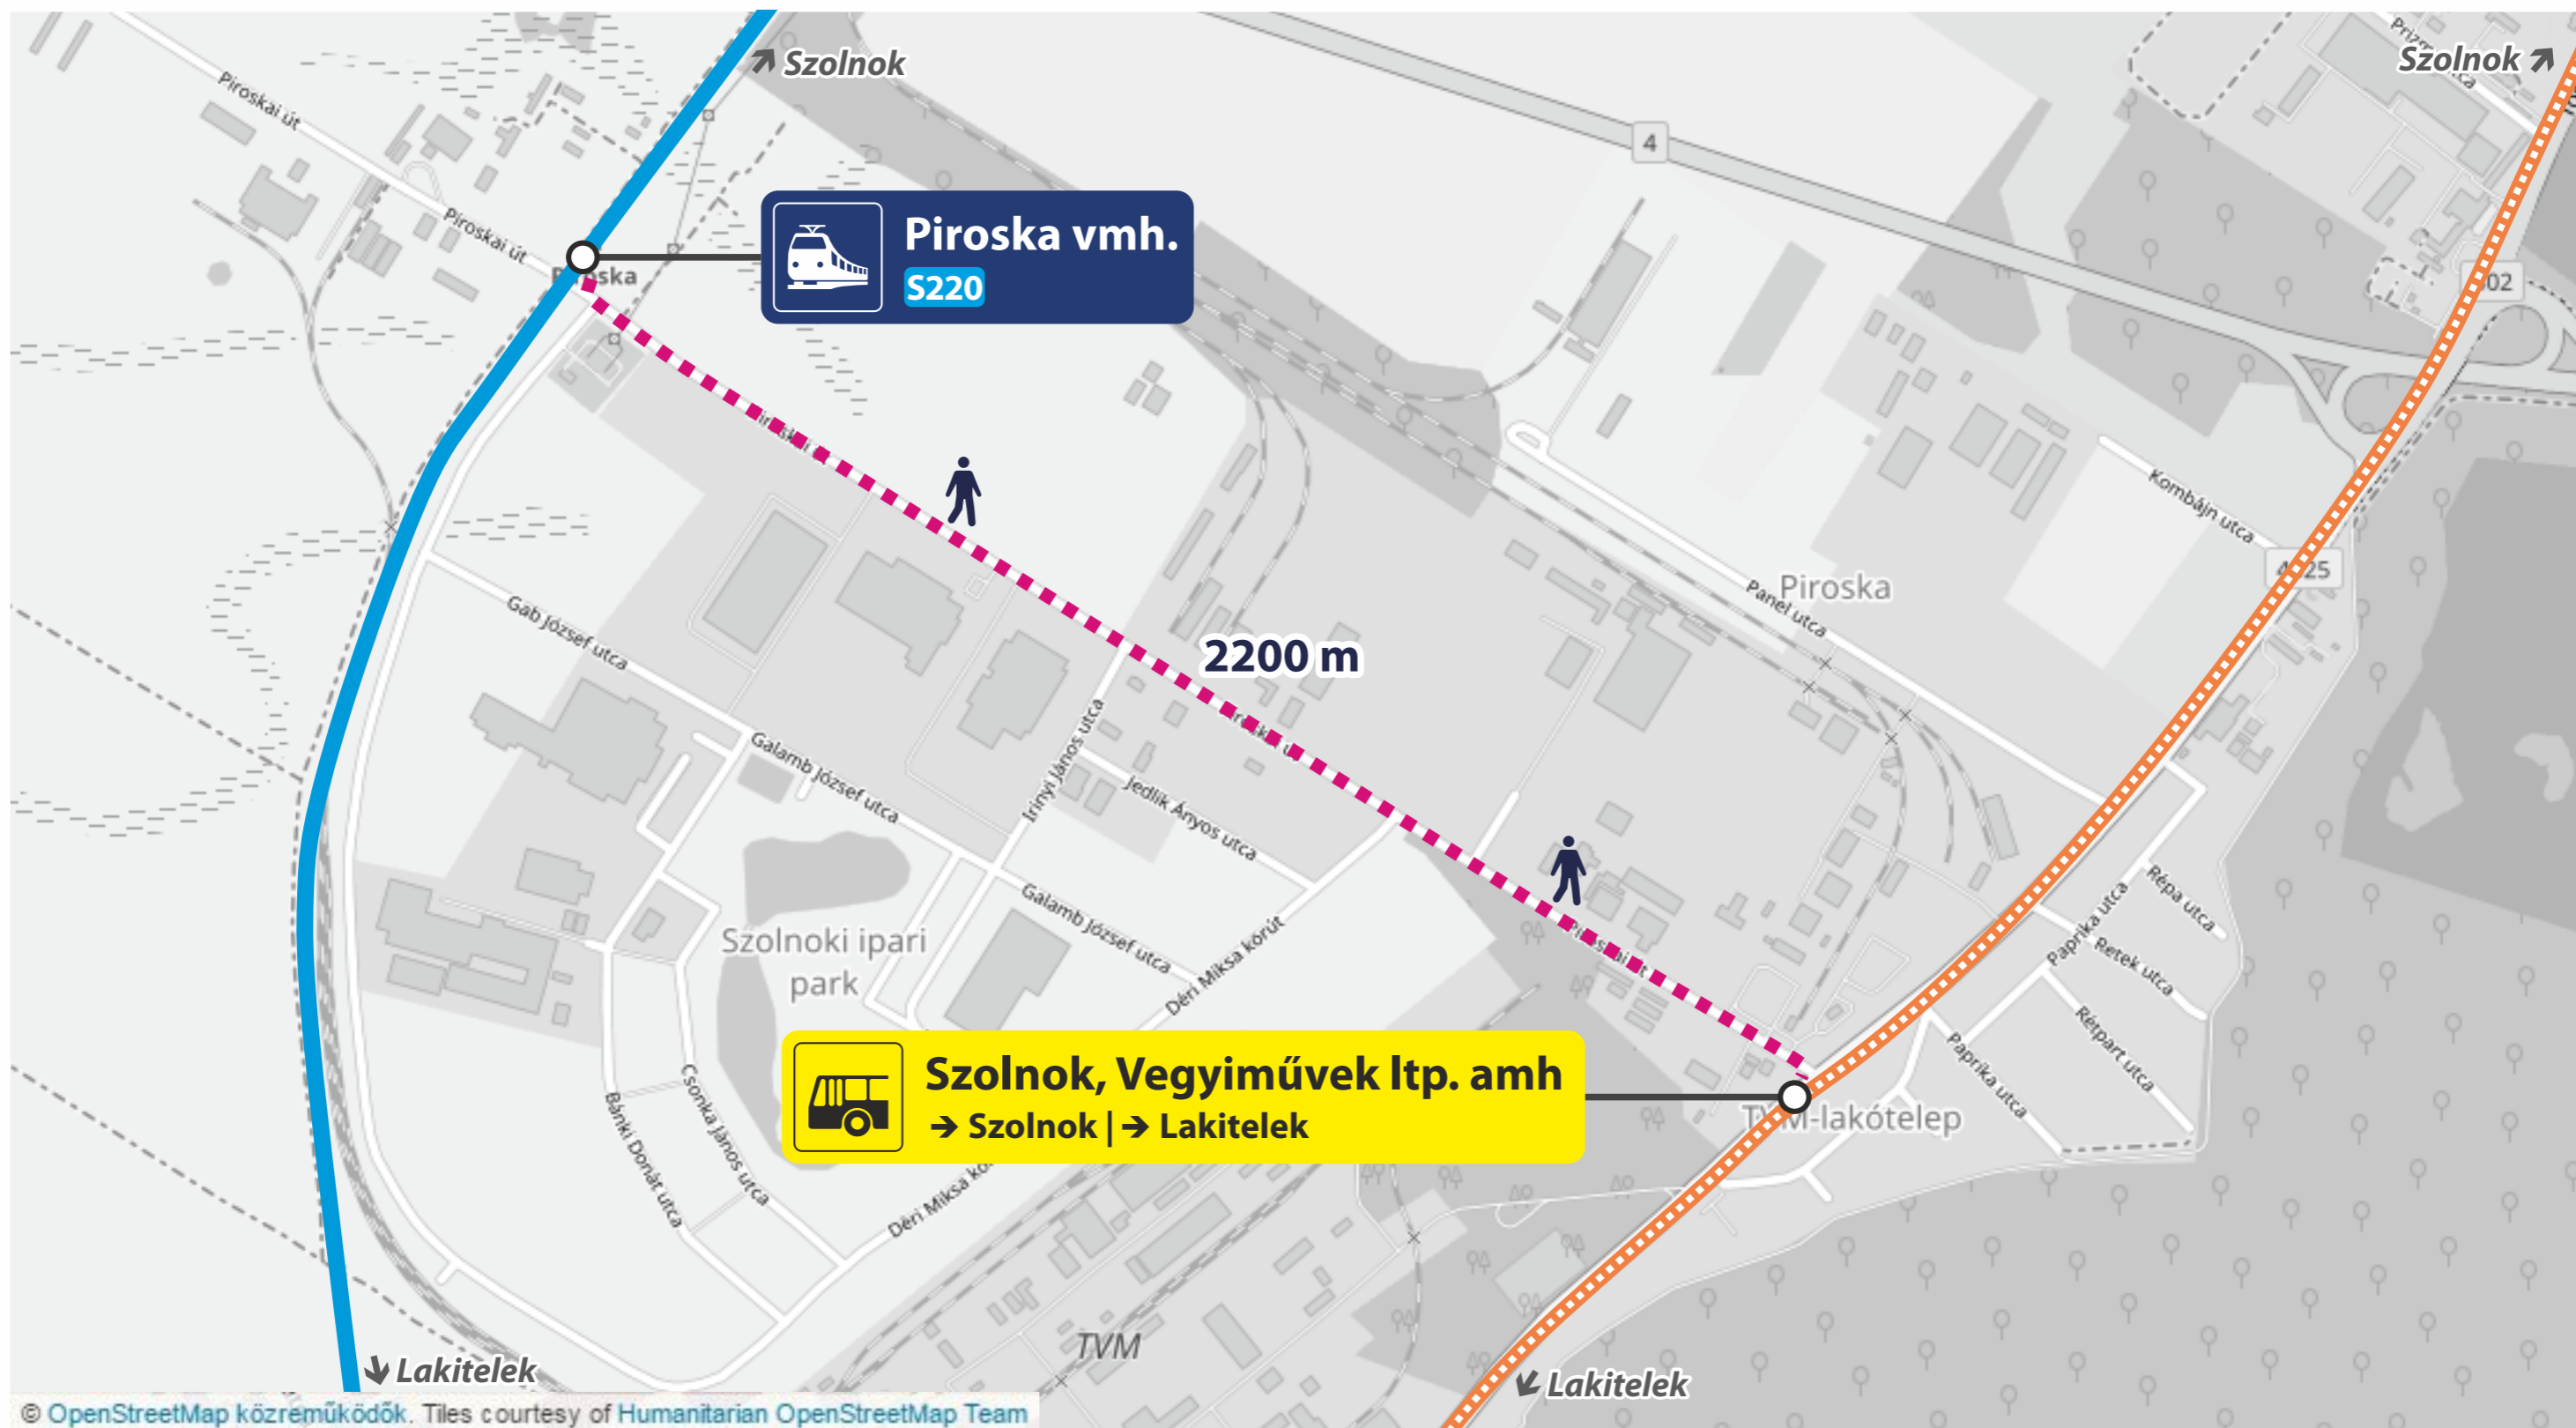 Szolnok
Szolnok
Piroskai út
4
Piroskai út
Piroska vmh.
S220
Kombájn utca
Piroska
Panel utca
Gab József utca
2200 m
Irinyi János utca
Galamb József utca
Jedlik Ányos utca
Répa utca
Paprika utca
Retek utca
Galamb József utca
Szolnoki ipari
park
Déri Miksa körút
Rétpart utca
Paprika utca
Szolnok, Vegyiművek ltp. amh
→ Szolnok | → Lakitelek
TVM-lakótelep
Csonka János utca
Bánki Donát utca
Déri Miksa
TVM
Lakitelek
Lakitelek
© OpenStreetMap közreműködők. Tiles courtesy of Humanitarian OpenStreetMap Team